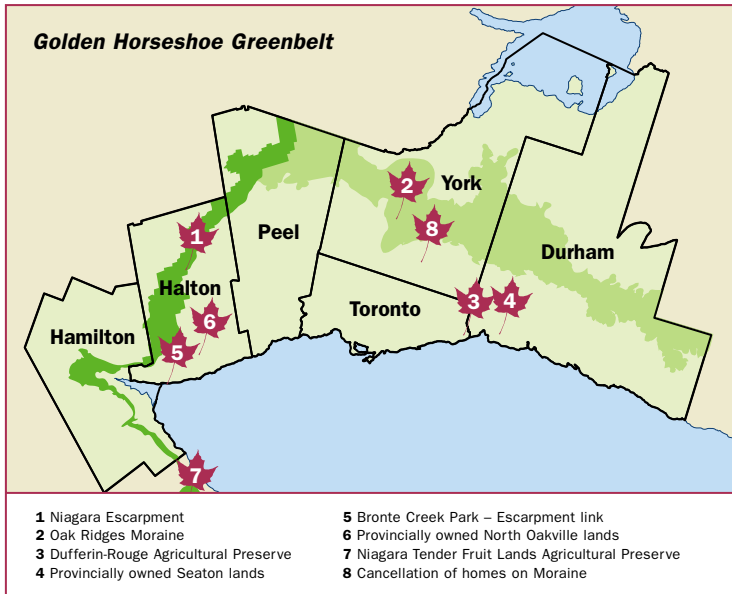 Golden Horseshoe Greenbelt
2
York
8
1
Peel
Durham
Halton
3
4
Toronto
6
Hamilton
5
7
1 Niagara Escarpment
2 Oak Ridges Moraine
3 Dufferin-Rouge Agricultural Preserve
4 Provincially owned Seaton lands
5 Bronte Creek Park – Escarpment link
6 Provincially owned North Oakville lands
7 Niagara Tender Fruit Lands Agricultural Preserve
8 Cancellation of homes on Moraine